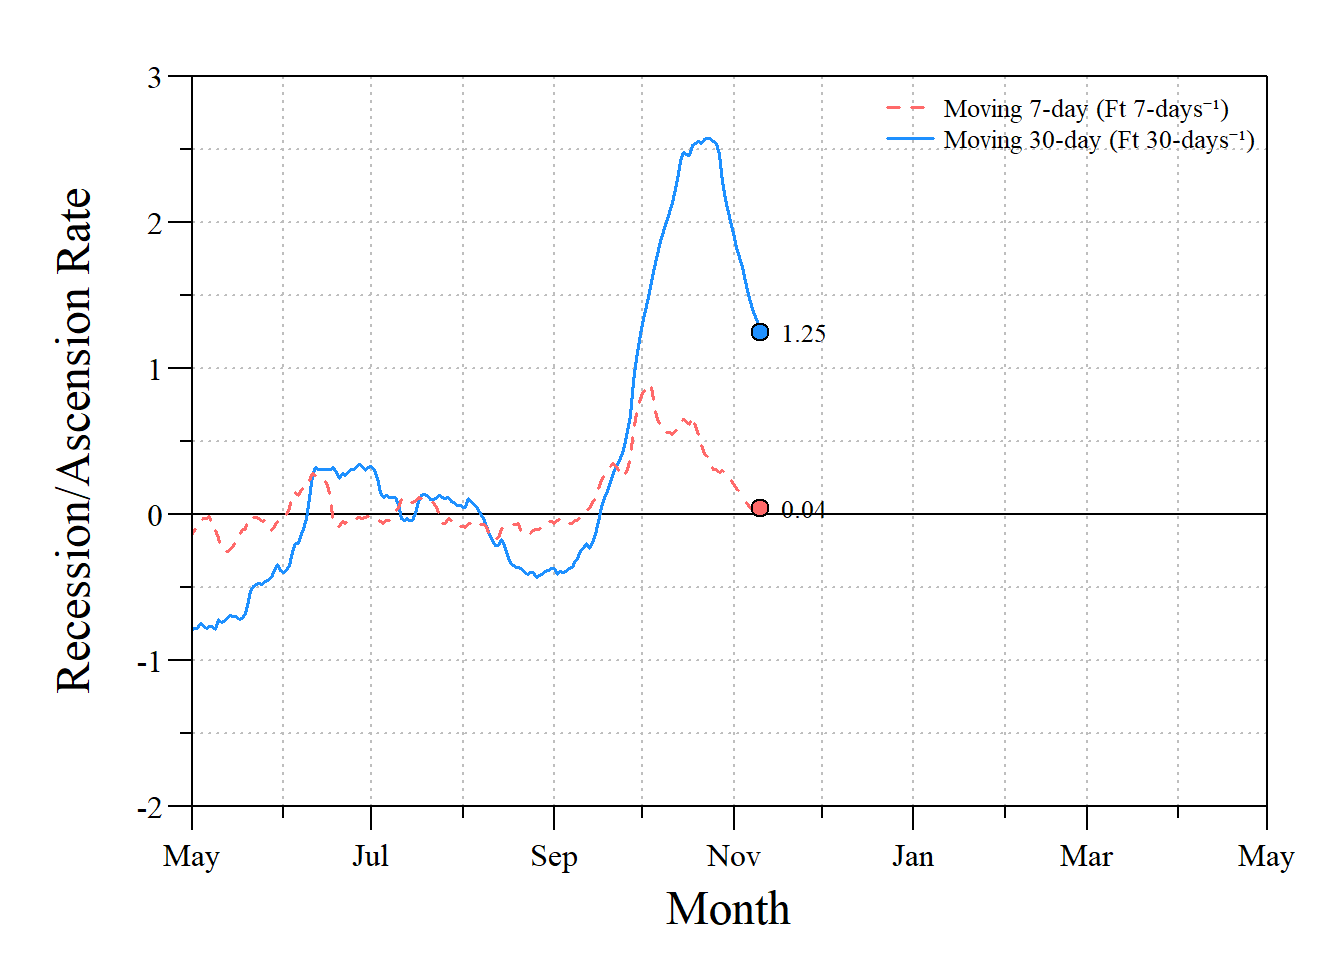 Moving 7-day (Ft 7-days⁻¹)
Moving 30-day (Ft 30-days⁻¹)
Recession/Ascension Rate
3
2
1
0
-1
-2
1.25
0.04
May
Jul
Sep
Nov
Jan
Mar
May
Month